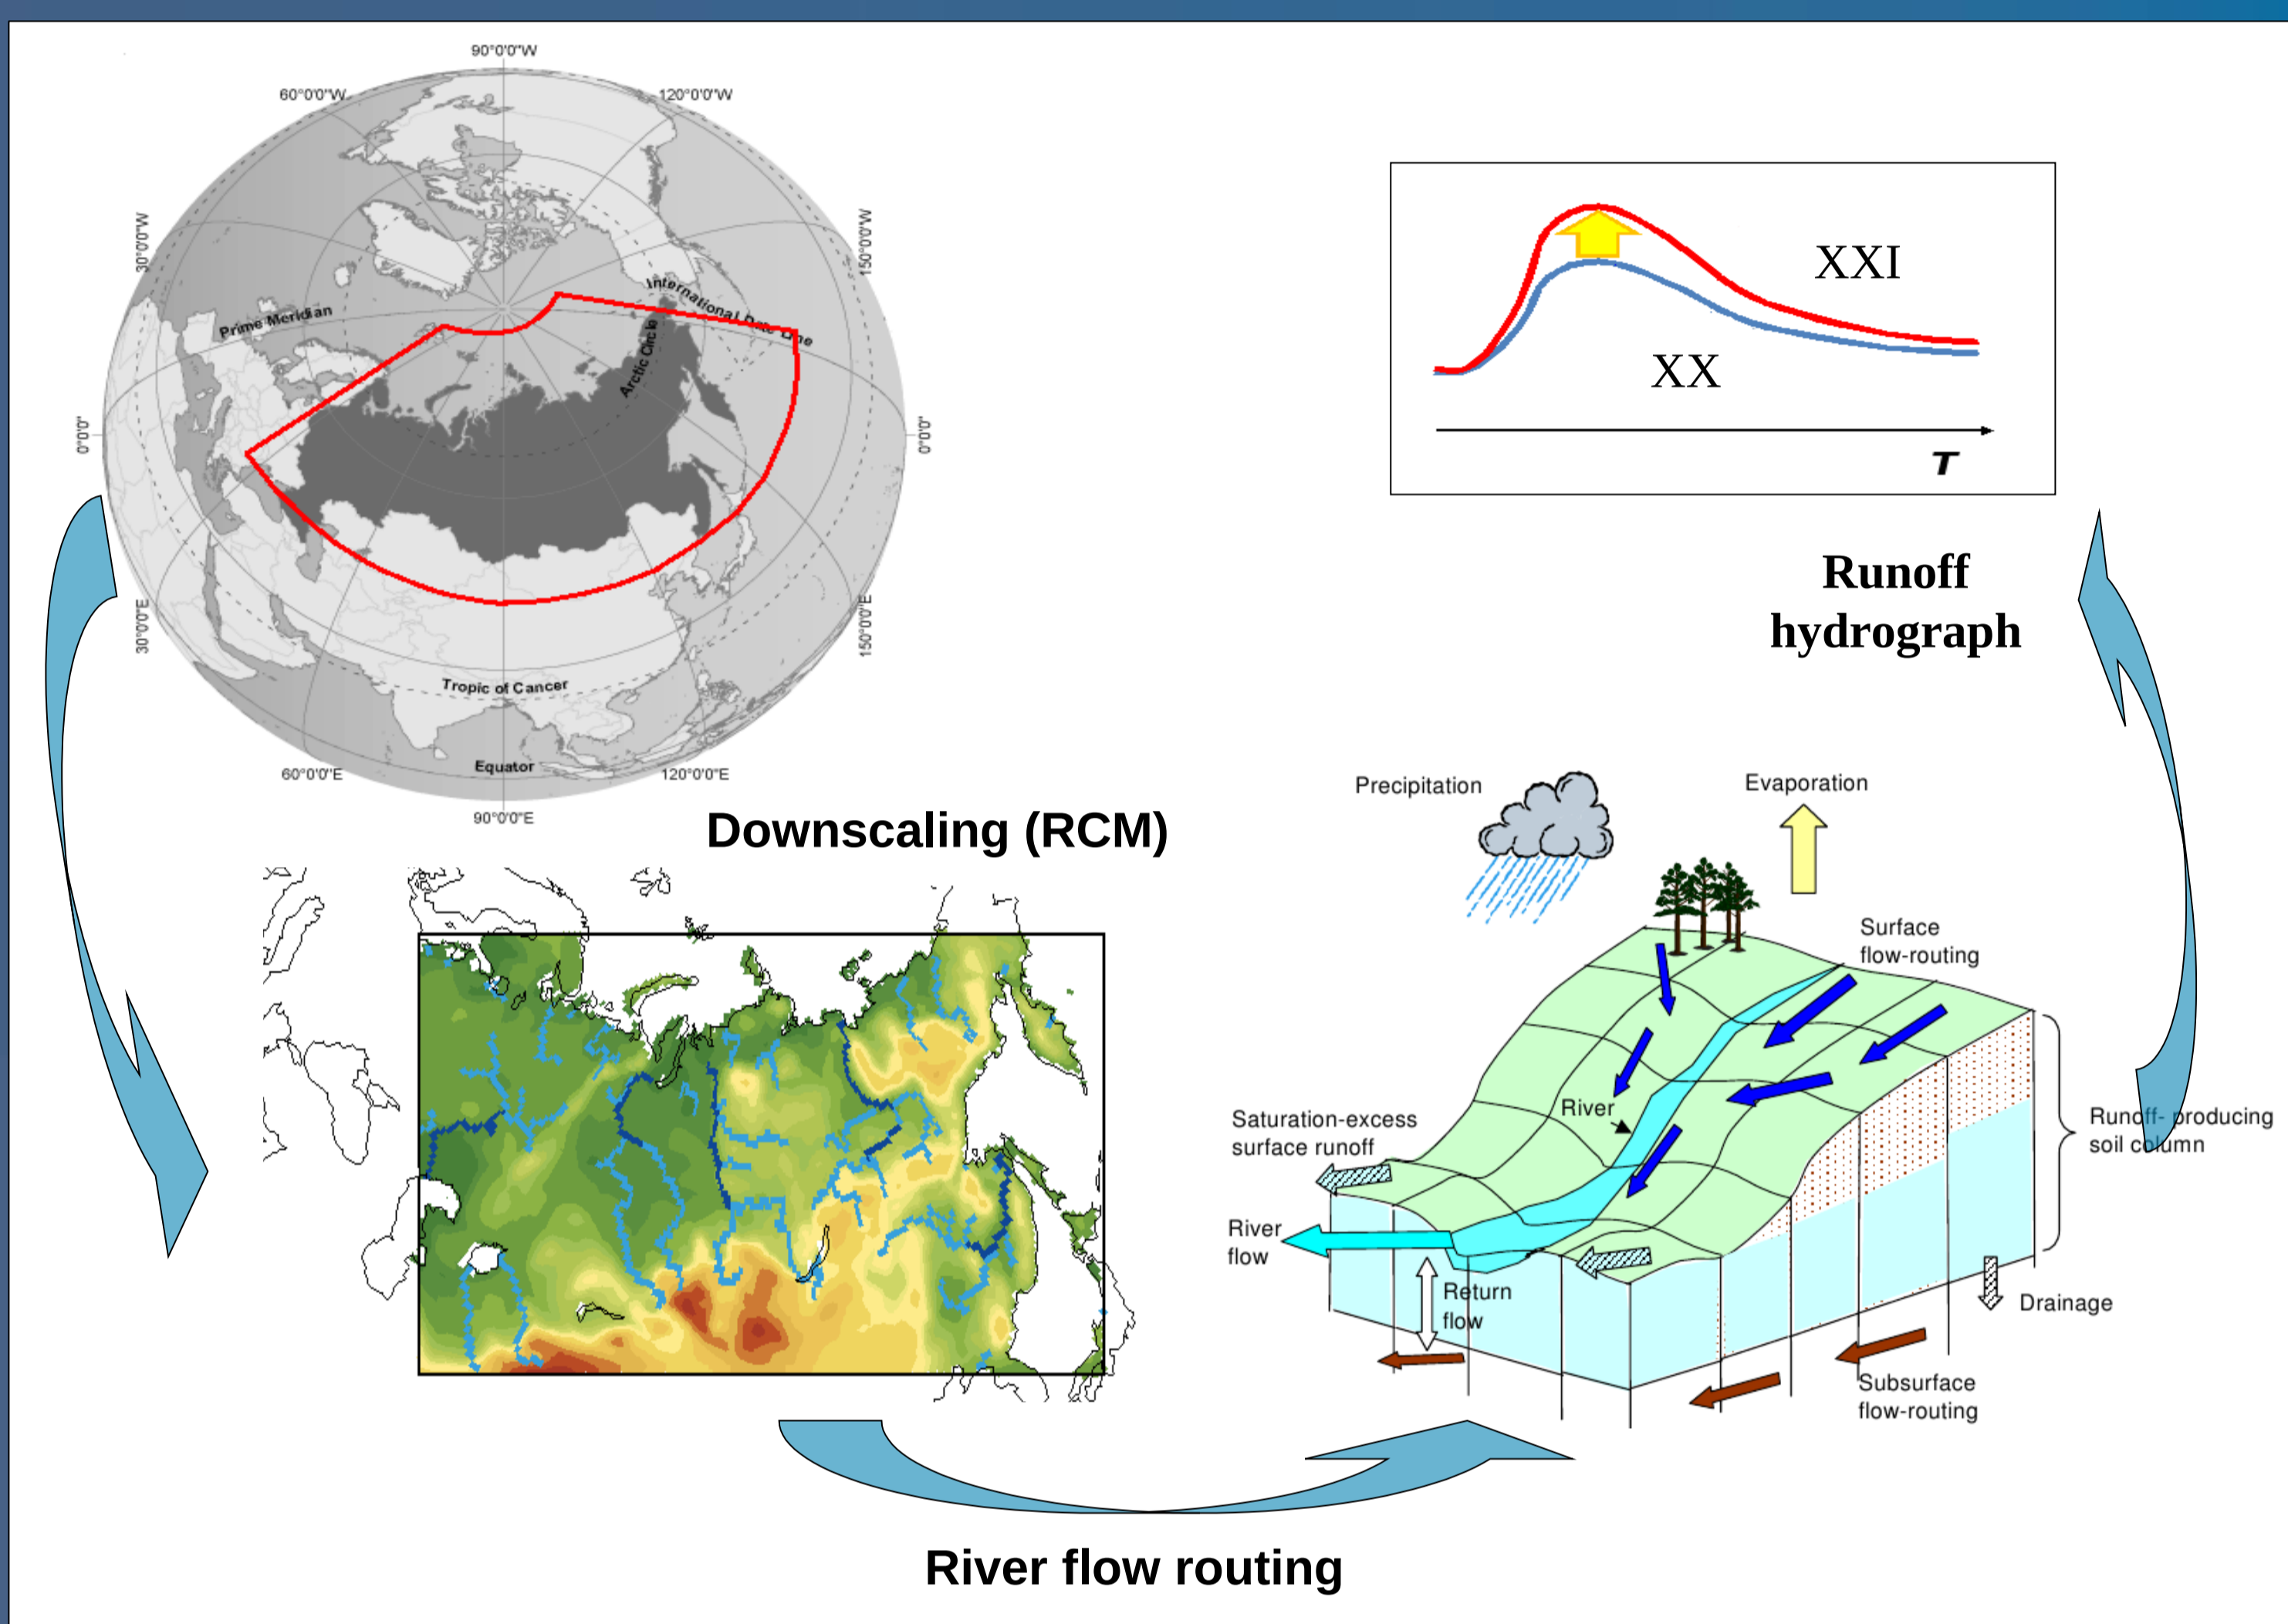 90°0'0"W
60°0'0"W
120°0'0"W
30°0'0"W
150°0'0"W
International Date Line
Prime Meridian
Arctic Circle
0°0'0"
0°0'0"
30°0'0"E
150°0'0"E
Tropic of Cancer
Equator
60°0'0"E
120°0'0"E
90°0'0"E
XXI
XX
T
Runoff
hydrograph
Downscaling (RCM)
Precipitation
Evaporation
Surface
flow-routing
River
Saturation-excess
surface runoff
Runoff- producing
soil column
River
flow
Return
flow
Drainage
Subsurface
flow-routing
River flow routing